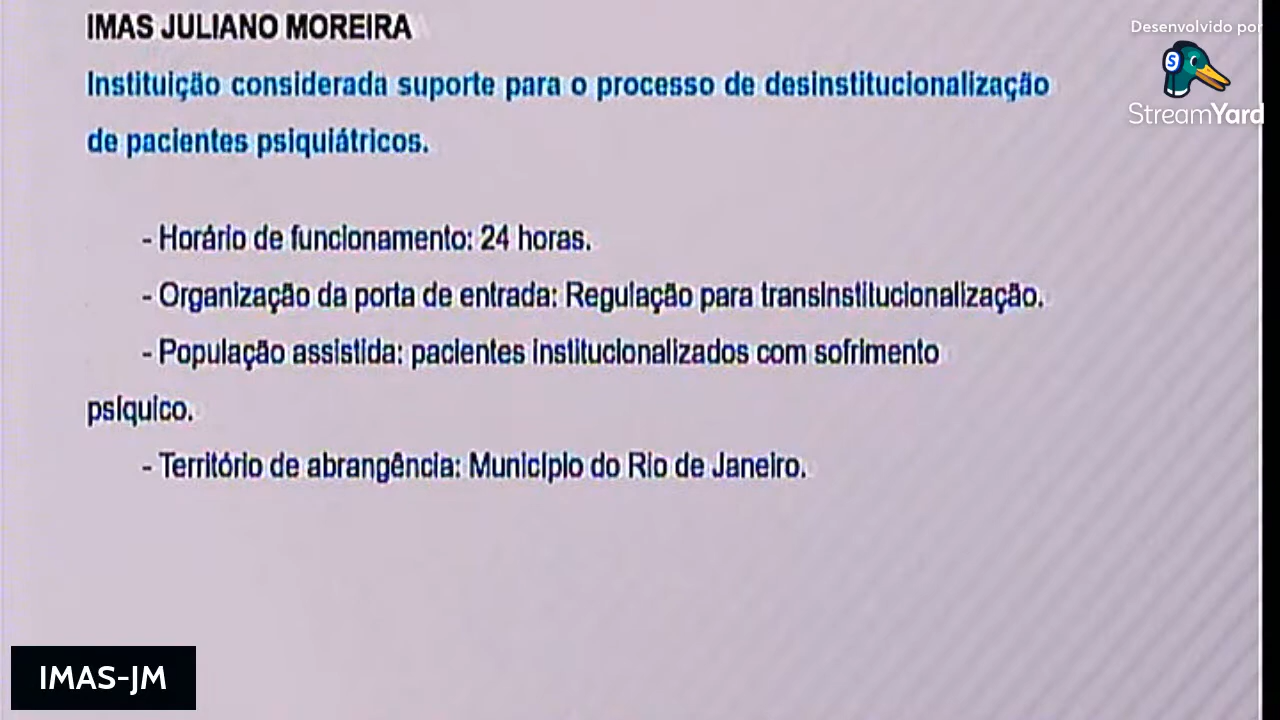 IMAS JULIANO MOREIRA
Instituição considerada suporte para o processo de desinstitucionalização
de pacientes psiquiátricos.
- Horário de funcionamento: 24 horas.
- Organização da porta de entrada: Regulação para transinstitucionalização.
- População assistida: pacientes institucionalizados com sofrimento
psíquico.
- Território de abrangência: Município do Rio de Janeiro.
Desenvolvido por
StreamYard
IMAS-JM